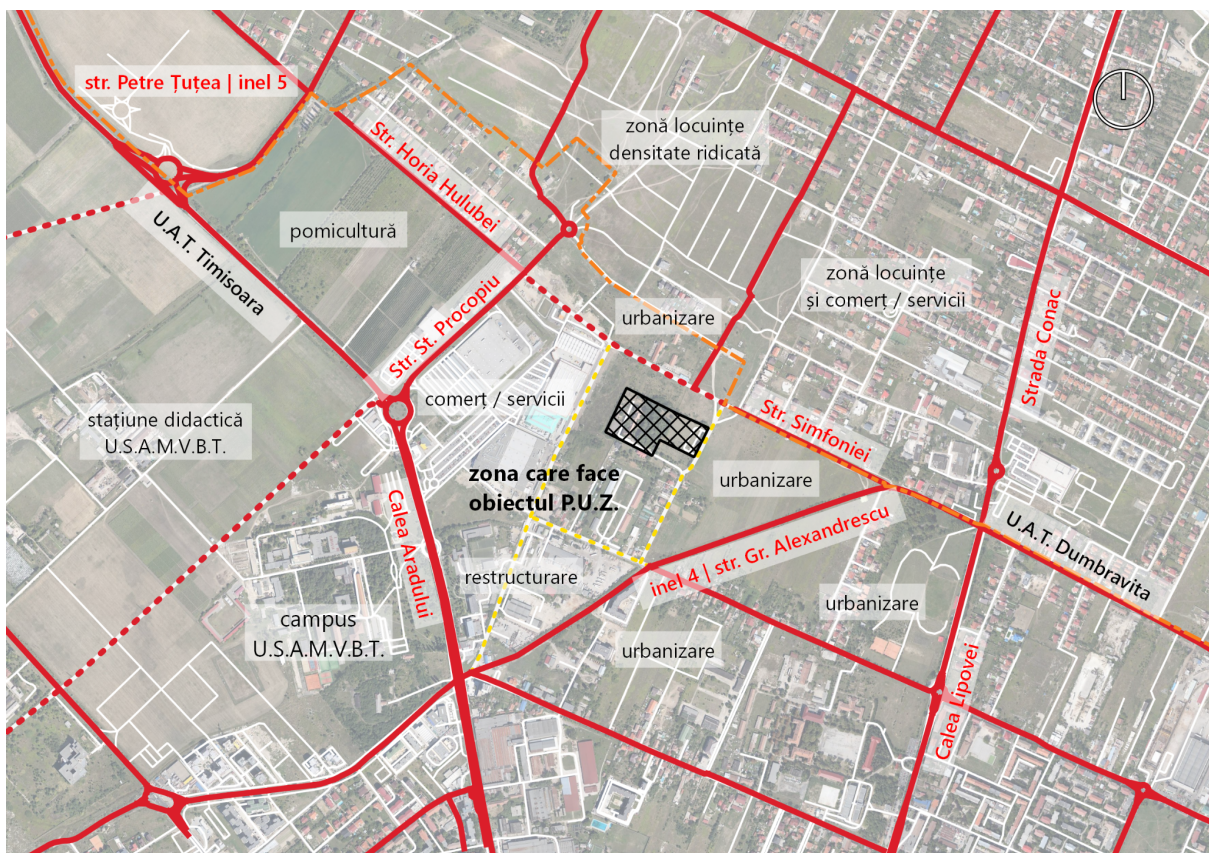 str. Petre Țuțea | inel 5
Str. Horia Hulubei
zonă locuințe
densitate ridicată
U.A.T. Timisoara
pomicultură
zonă locuințe
și comerț / servicii
Str. St. Procopiu
urbanizare
Strada Conac
comerț / servicii
stațiune didactică
U.S.A.M.V.B.T.
Str. Simfoniei
zona care face
obiectul P.U.Z.
urbanizare
Calea Aradului
inel 4 | str. Gr. Alexandrescu
U.A.T. Dumbravita
restructurare
urbanizare
campus
U.S.A.M.V.B.T.
urbanizare
Calea Lipovei